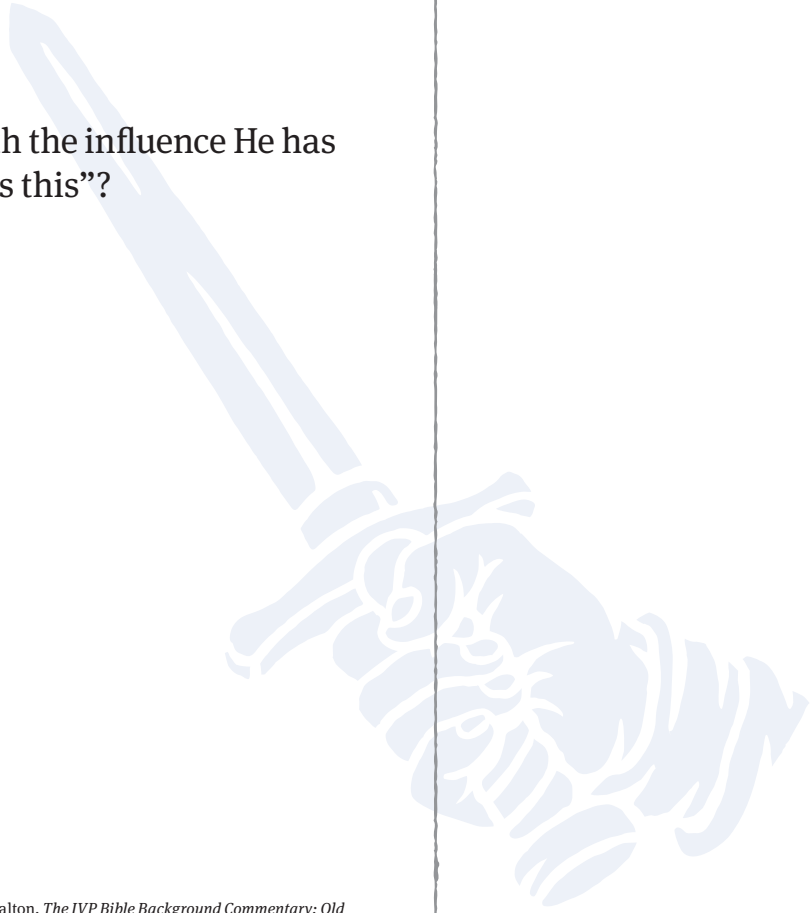 h the influence He has
s this”?
alton, The IVP Bible Background Commentary: Old